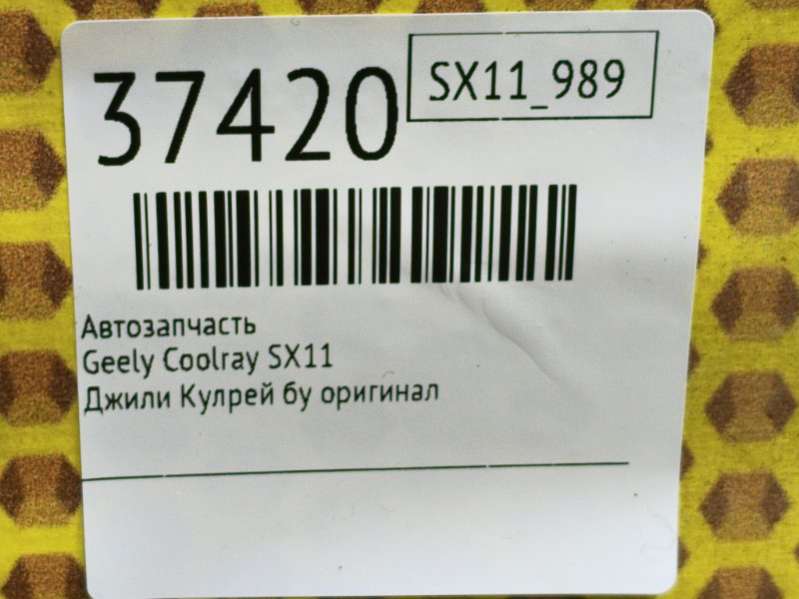 37420
SX11_989
Автозапчасть
Geely Coolray SX11
Джили Кулрей бу оригинал